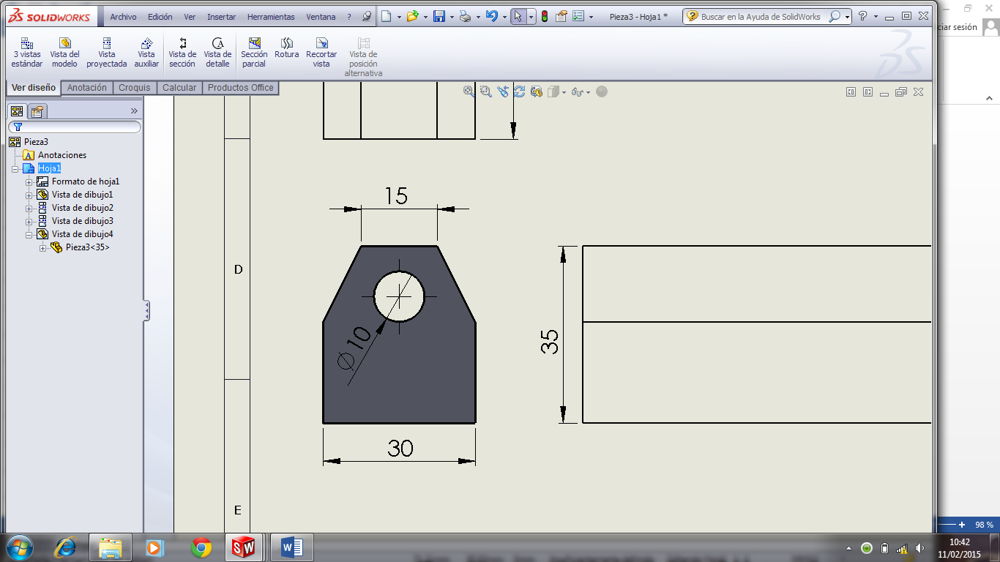 SOLIDWORKS Archivo Edición Ver Insertar Herramientas Ventana ? Pieza3 - Hoja1 * Buscar en la Ayuda de SolidWorks ?
ciar sesión
3 vistas estándar
Vista del modelo
Vista proyectada
Vista auxiliar
Vista de sección
Vista de detalle
Sección parcial
Rotura
Recortar vista
Vista de posición alternativa
Ver diseño Anotación Croquis Calcular Productos Office
Pieza3
Anotaciones
Hoja1
Formato de hoja1
Vista de dibujo1
Vista de dibujo2
Vista de dibujo3
Vista de dibujo4
Pieza3<35>
15
D
35
Ø 10
30
E
98 %
10:42
11/02/2015